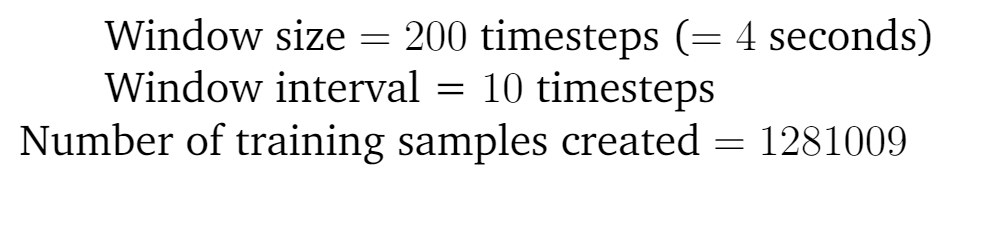 Window size = 200 timesteps (= 4 seconds)
Window interval = 10 timesteps
Number of training samples created = 1281009